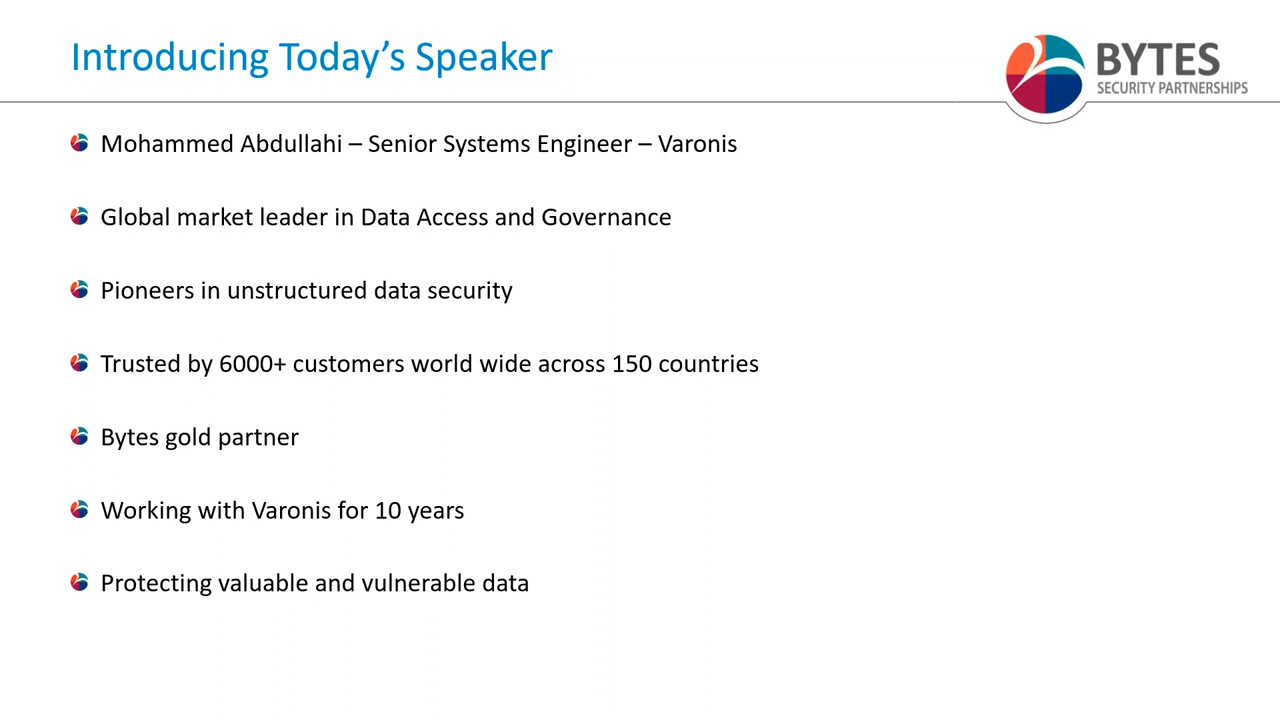 Introducing Today’s Speaker
BYTES
SECURITY PARTNERSHIPS
Mohammed Abdullahi – Senior Systems Engineer – Varonis
Global market leader in Data Access and Governance
Pioneers in unstructured data security
Trusted by 6000+ customers world wide across 150 countries
Bytes gold partner
Working with Varonis for 10 years
Protecting valuable and vulnerable data